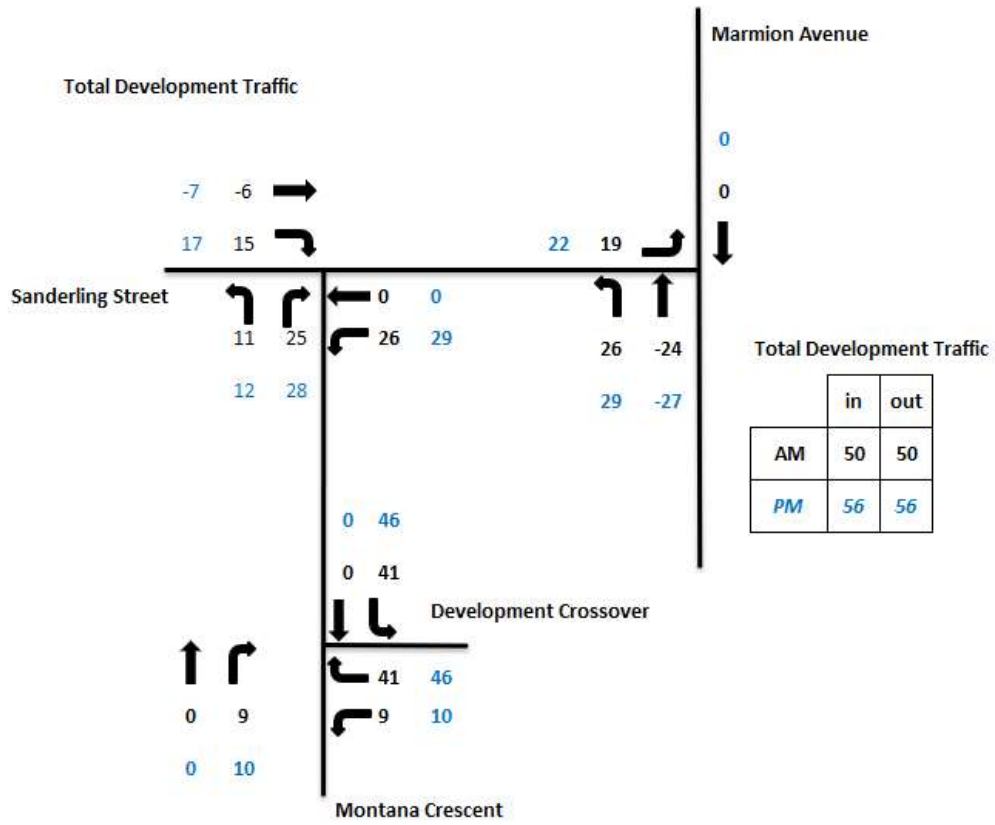 Marmion Avenue
Total Development Traffic
0
-7 -6 0
17 15 22 19
Sanderling Street 0 0
11 25 26 29 26 -24 Total Development Traffic
12 28 29 -27 in out
AM 50 50
PM 56 56
0 46
0 41
Development Crossover
41 46
0 9 9 10
0 10
Montana Crescent